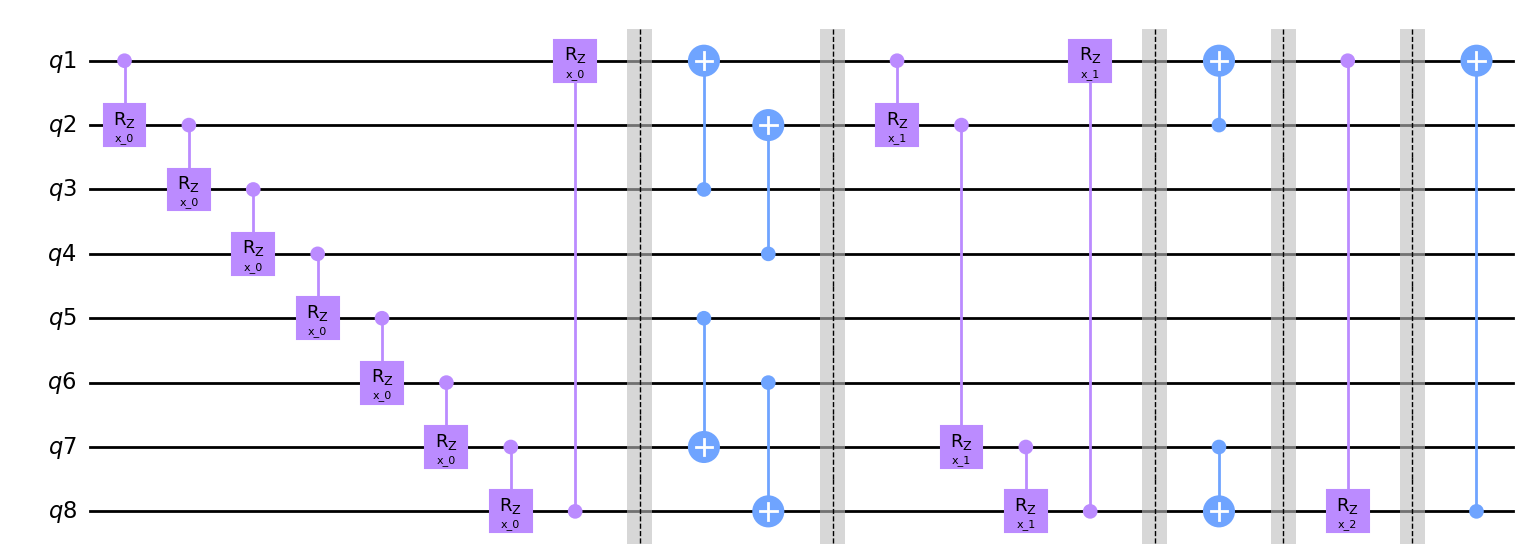 q1 R_Z x_0 R_Z x_1
q2 R_Z x_0 R_Z x_1
q3 R_Z x_0
q4 R_Z x_0
q5 R_Z x_0
q6 R_Z x_0
q7 R_Z x_0 R_Z x_1
q8 R_Z x_0 R_Z x_1 R_Z x_2